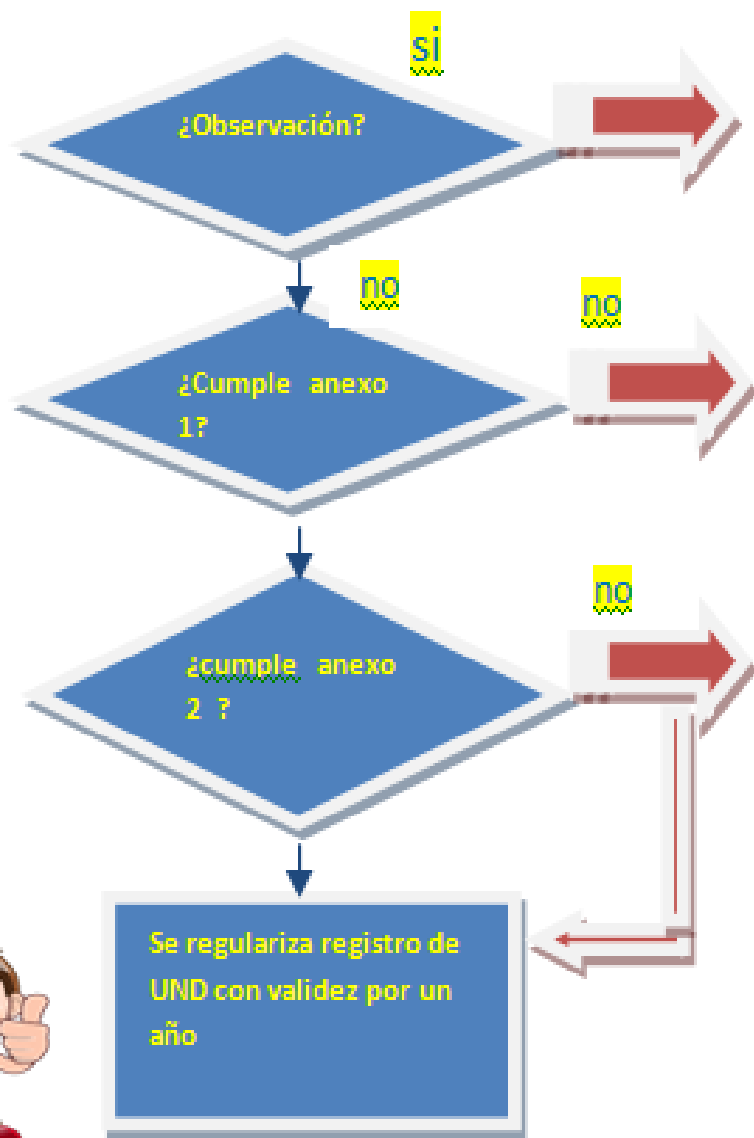 si
¿Observación?
no
no
¿Cumple anexo
1?
no
¿cumple anexo
2 ?
Se regulariza registro de
UND con validez por un
año